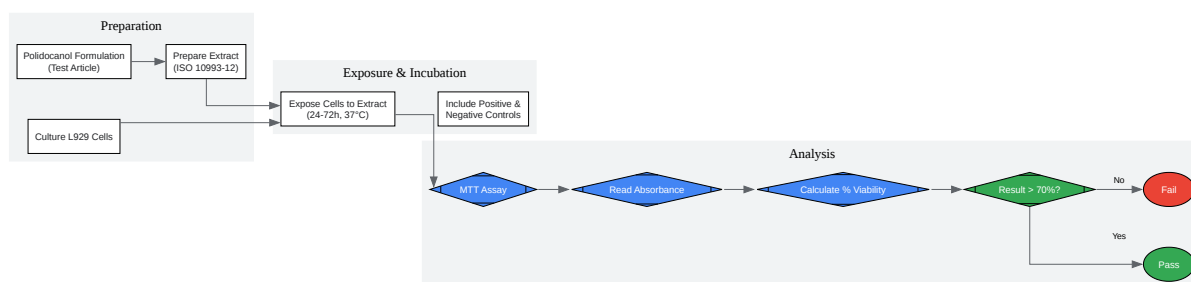 Preparation
Polidocanol Formulation
(Test Article)
Prepare Extract
(ISO 10993-12)
Culture L929 Cells
Exposure & Incubation
Expose Cells to Extract
(24-72h, 37°C)
Include Positive &
Negative Controls
Analysis
MTT Assay
Read Absorbance
Calculate % Viability
Result > 70%?
No
Fail
Yes
Pass